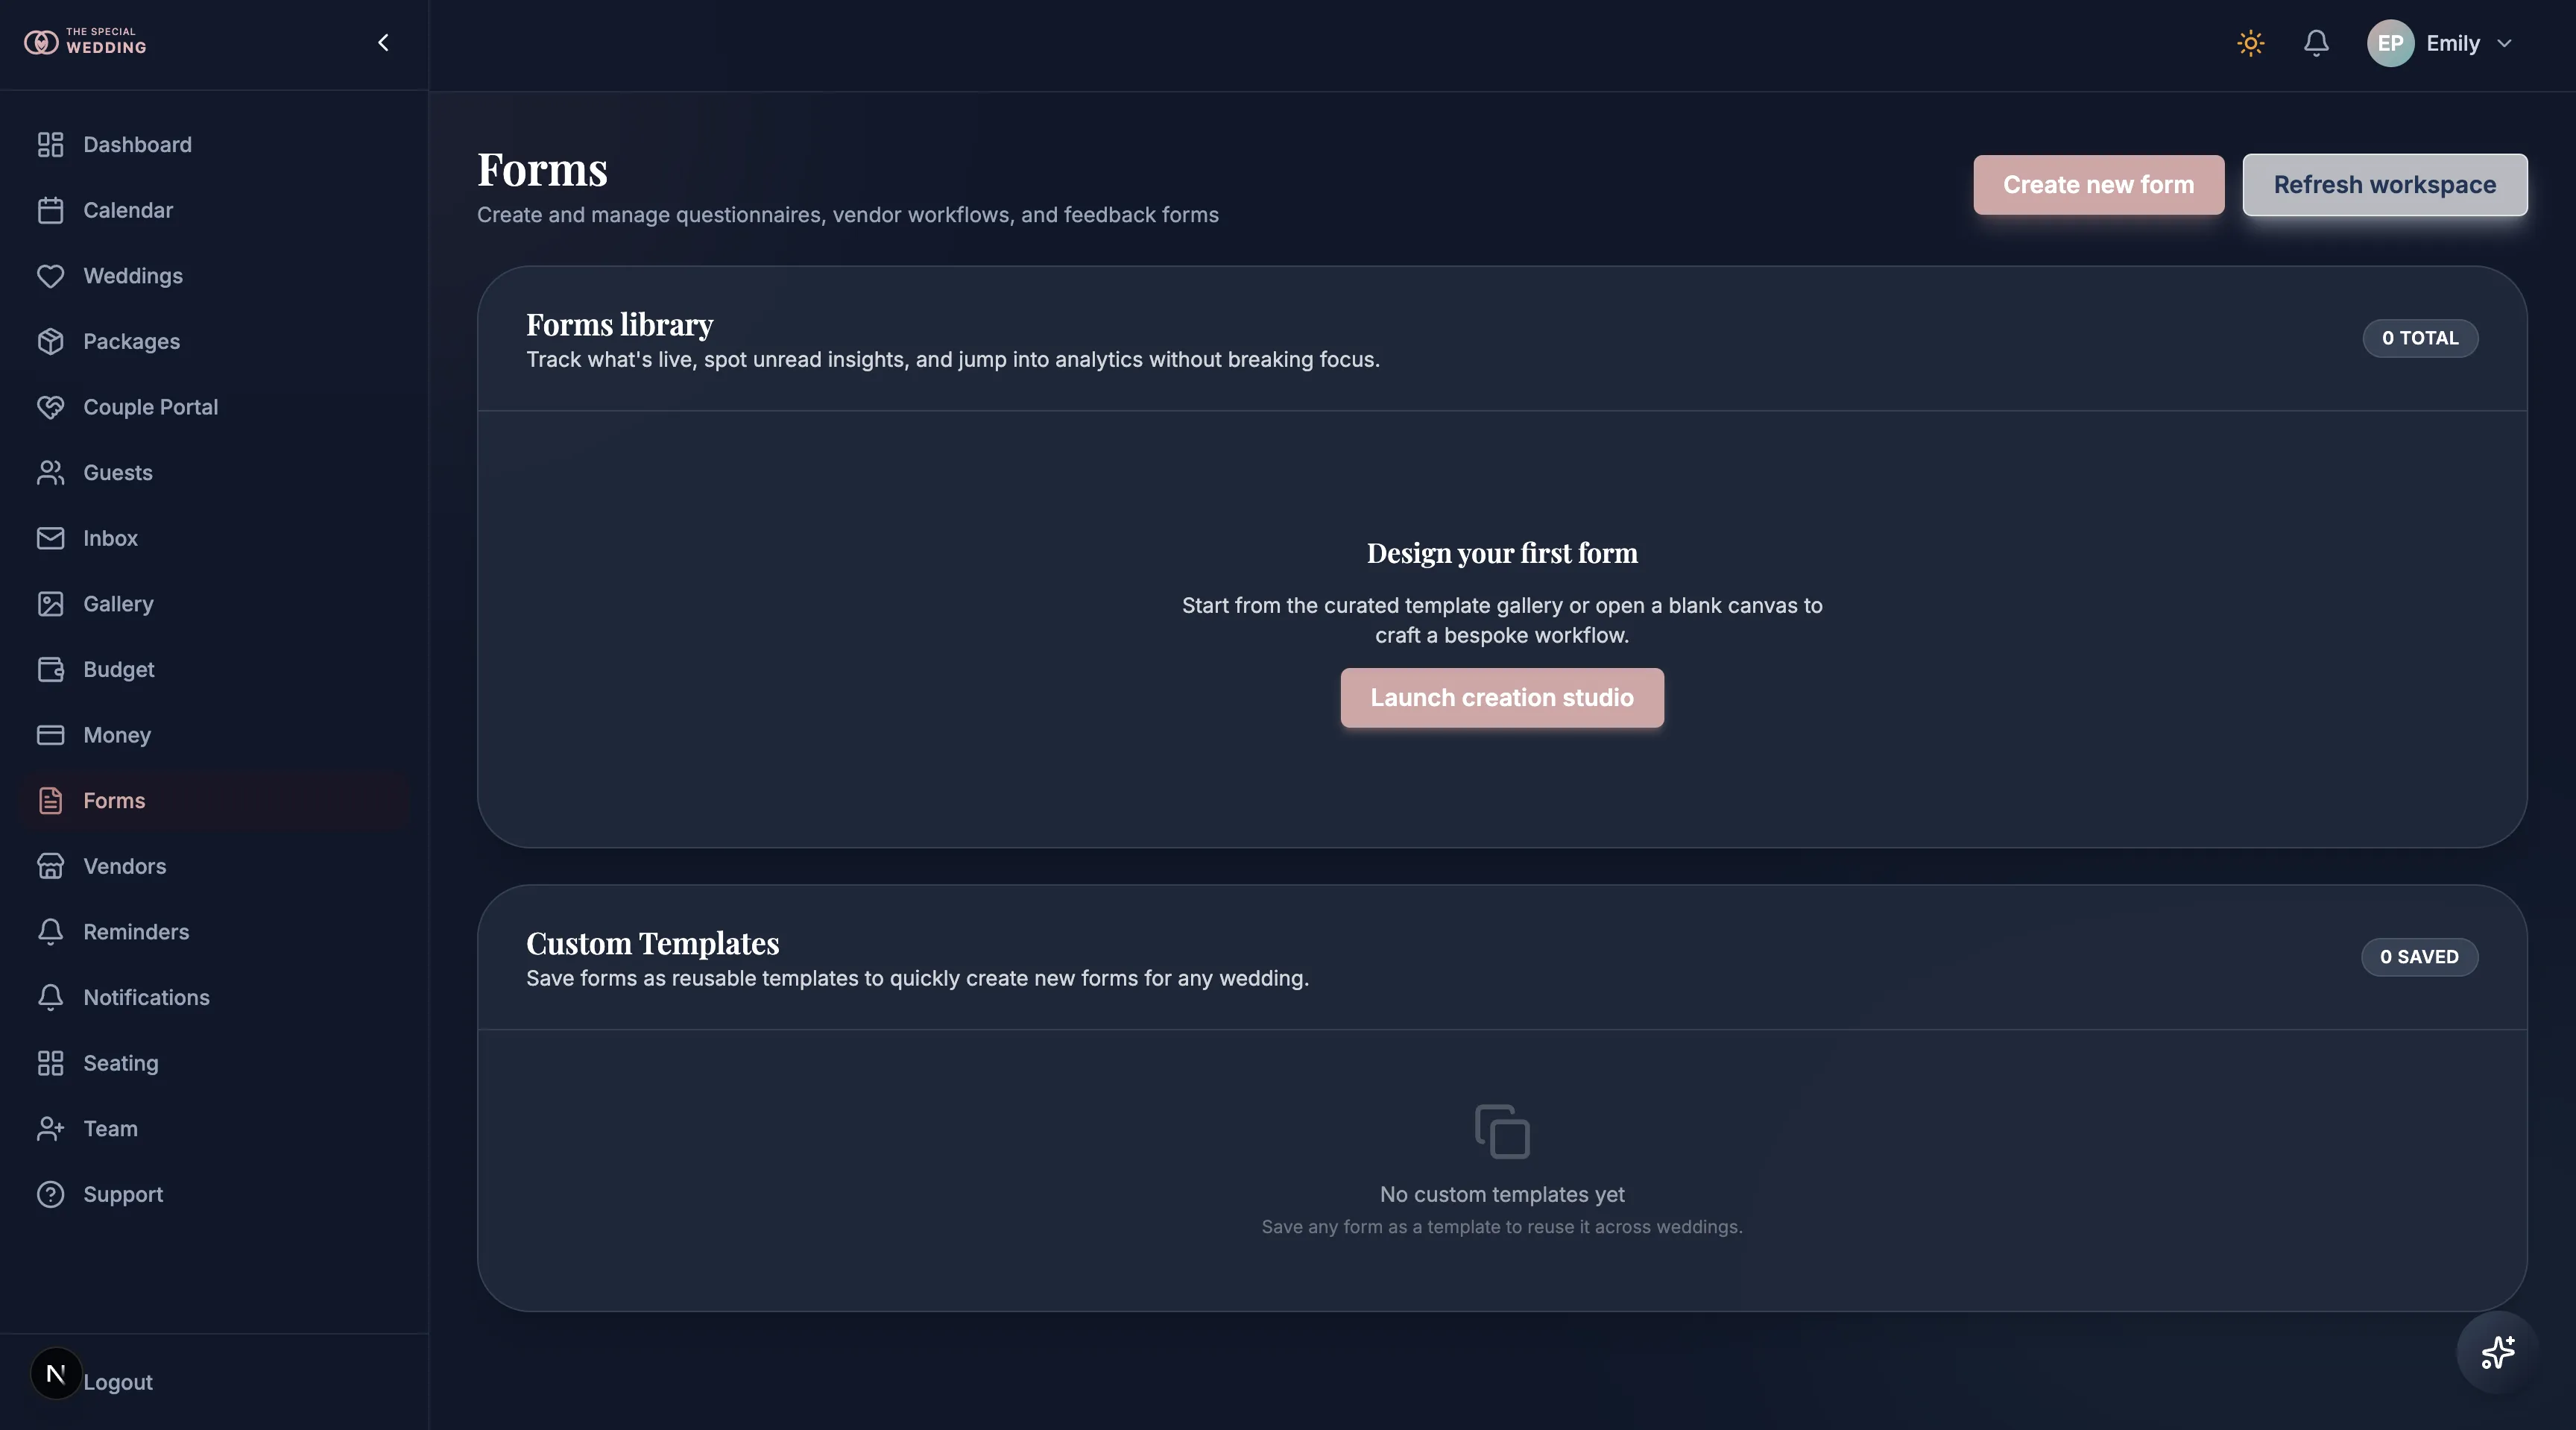 THE SPECIAL
WEDDING
EP
Emily
Dashboard
Calendar
Weddings
Packages
Couple Portal
Guests
Inbox
Gallery
Budget
Money
Forms
Vendors
Reminders
Notifications
Seating
Team
Support
N
Logout
Forms
Create and manage questionnaires, vendor workflows, and feedback forms
Create new form
Refresh workspace
Forms library
Track what's live, spot unread insights, and jump into analytics without breaking focus.
0 TOTAL
Design your first form
Start from the curated template gallery or open a blank canvas to
craft a bespoke workflow.
Launch creation studio
Custom Templates
Save forms as reusable templates to quickly create new forms for any wedding.
0 SAVED
No custom templates yet
Save any form as a template to reuse it across weddings.